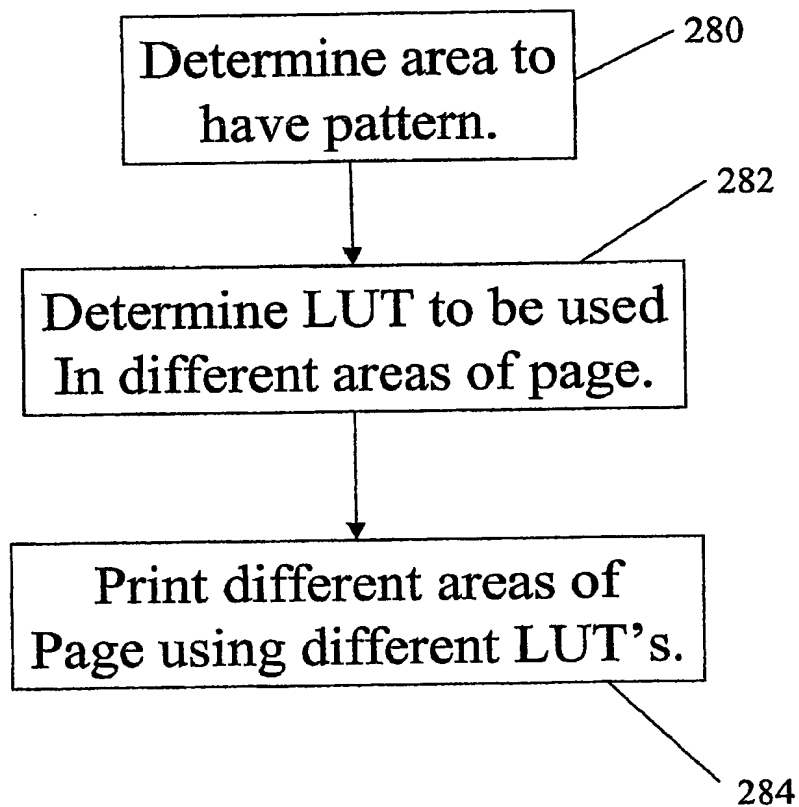 Determine area to
have pattern.
280
Determine LUT to be used
In different areas of page.
282
Print different areas of
Page using different LUT's.
284